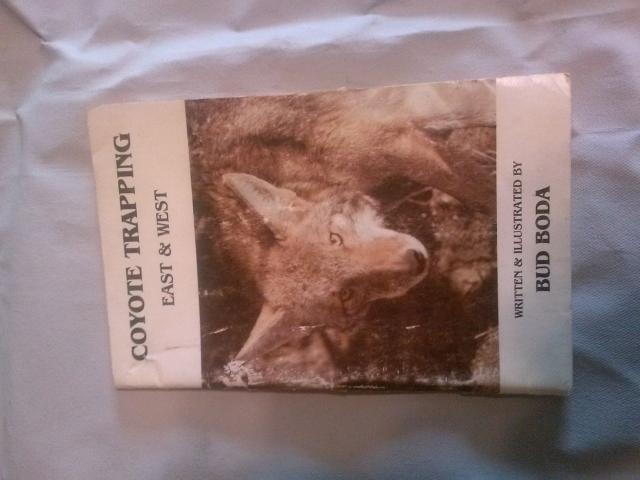 COYOTE TRAPPING
EAST & WEST
WRITTEN & ILLUSTRATED BY
BUD BODA